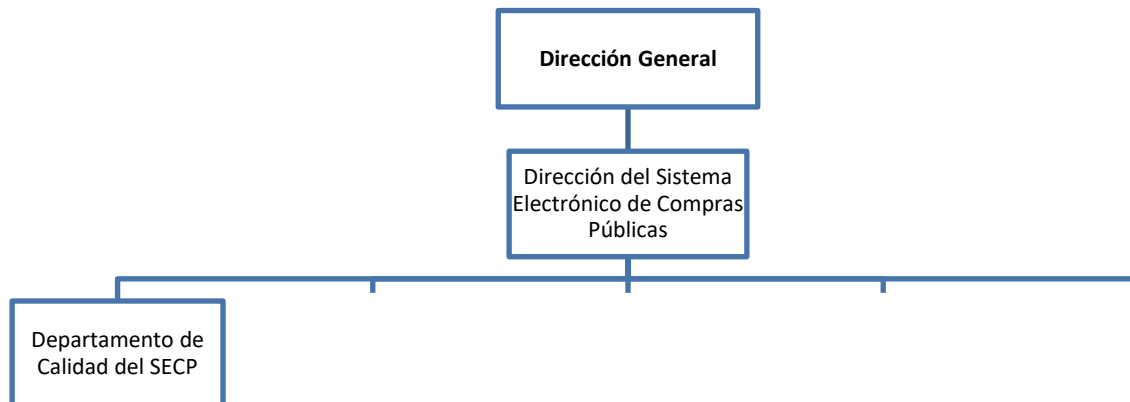 Dirección General
Dirección del Sistema
Electrónico de Compras
Públicas
Departamento de
Calidad del SECP